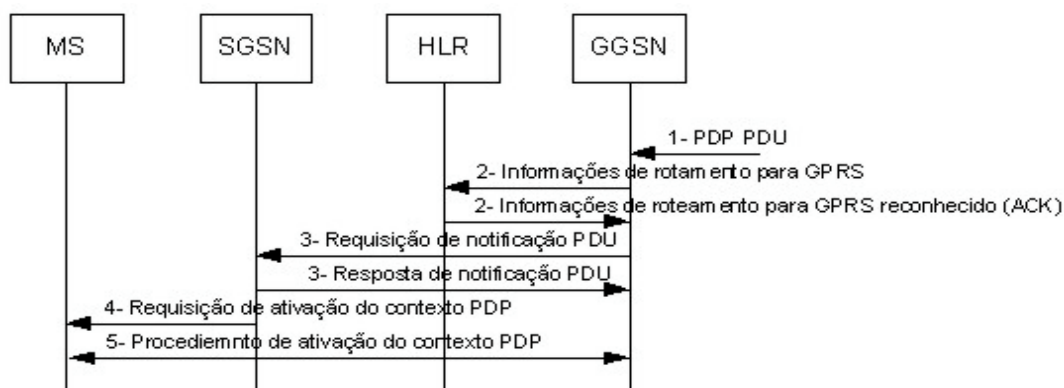 MS
SGSN
HLR
GGSN
1- PDP PDU
2- Informações de rotamento para GPRS
2- Informações de roteamento para GPRS reconhecido (ACK)
3- Requisição de notificação PDU
3- Resposta de notificação PDU
4- Requisição de ativação do contexto PDP
5- Procediemnto de ativação do contexto PDP